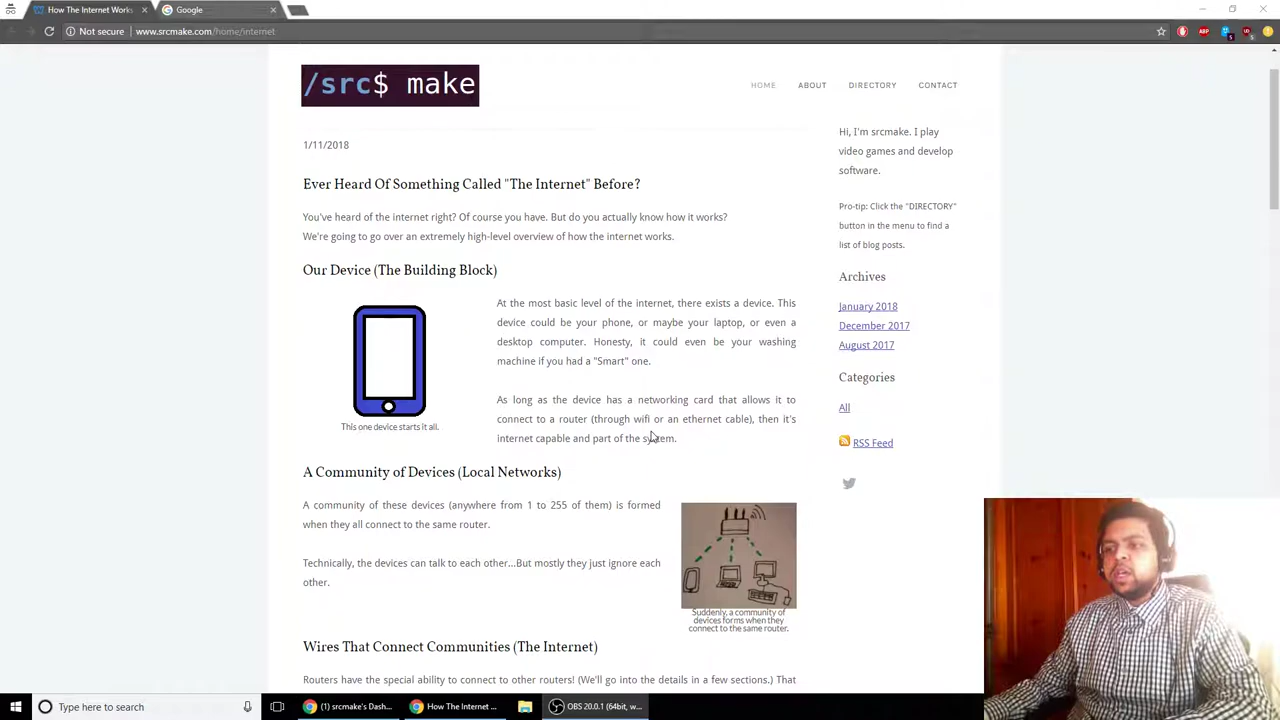 How The Internet Works
Google
Not secure | www.srcmake.com/home/internet
/src$ make
HOME ABOUT DIRECTORY CONTACT
1/11/2018
Ever Heard Of Something Called "The Internet" Before?
You've heard of the internet right? Of course you have. But do you actually know how it works?
We're going to go over an extremely high-level overview of how the internet works.
Our Device (The Building Block)
At the most basic level of the internet, there exists a device. This
device could be your phone, or maybe your laptop, or even a
desktop computer. Honesty, it could even be your washing
machine if you had a "Smart" one.
As long as the device has a networking card that allows it to
connect to a router (through wifi or an ethernet cable), then it's
internet capable and part of the system.
This one device starts it all.
A Community of Devices (Local Networks)
A community of these devices (anywhere from 1 to 255 of them) is formed
when they all connect to the same router.
Technically, the devices can talk to each other...But mostly they just ignore each
other.
Suddenly, a community of
devices forms when they
connect to the same router.
Wires That Connect Communities (The Internet)
Routers have the special ability to connect to other routers! (We'll go into the details in a few sections.) That
Hi, I'm srcmake. I play
video games and develop
software.
Pro-tip: Click the "DIRECTORY"
button in the menu to find a
list of blog posts.
Archives
January 2018
December 2017
August 2017
Categories
All
RSS Feed
Type here to search
(1) srcmake's Dash...
How The Internet ...
OBS 20.0.1 (64bit, w...